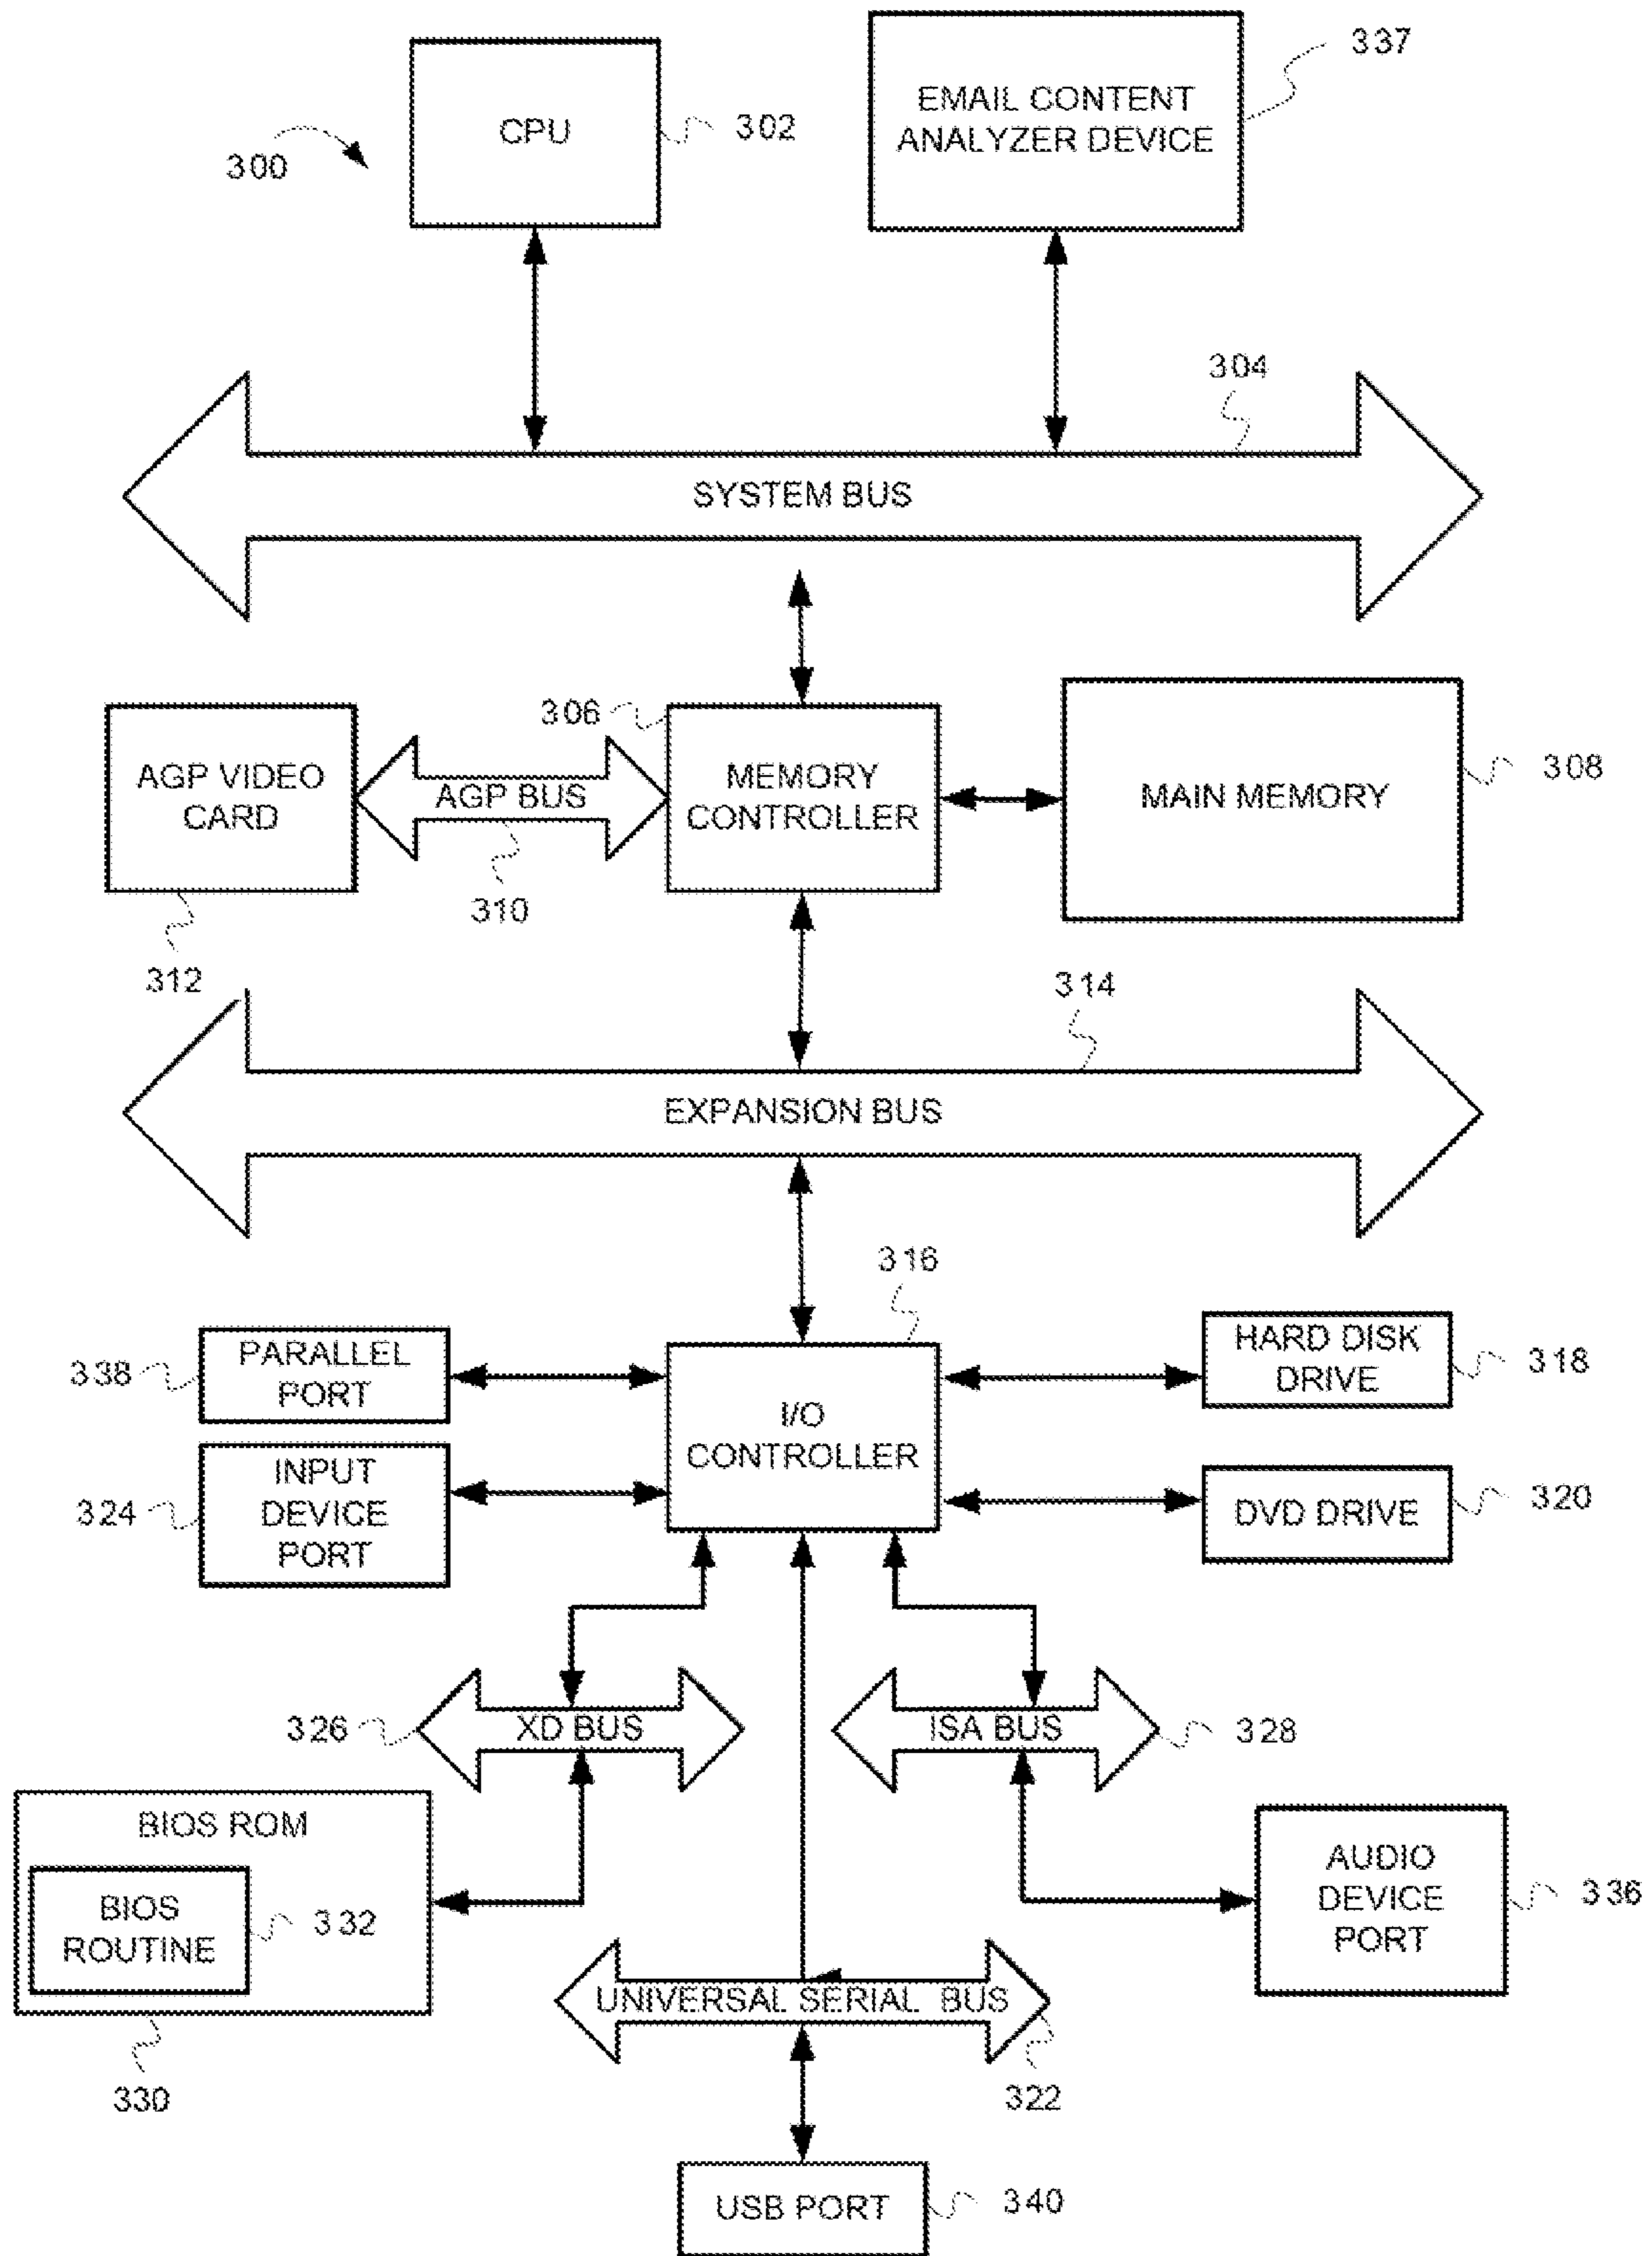 337
EMAIL CONTENT
ANALYZER DEVICE
CPU
302
300
304
SYSTEM BUS
306
AGP VIDEO
CARD
AGP BUS
MEMORY
CONTROLLER
MAIN MEMORY
308
310
312
314
EXPANSION BUS
316
338
PARALLEL
PORT
HARD DISK
DRIVE
318
I/O
CONTROLLER
324
INPUT
DEVICE
PORT
DVD DRIVE
320
326
XD BUS
ISA BUS
328
BIOS ROM
BIOS
ROUTINE
332
AUDIO
DEVICE
PORT
336
UNIVERSAL SERIAL BUS
330
322
USB PORT
340